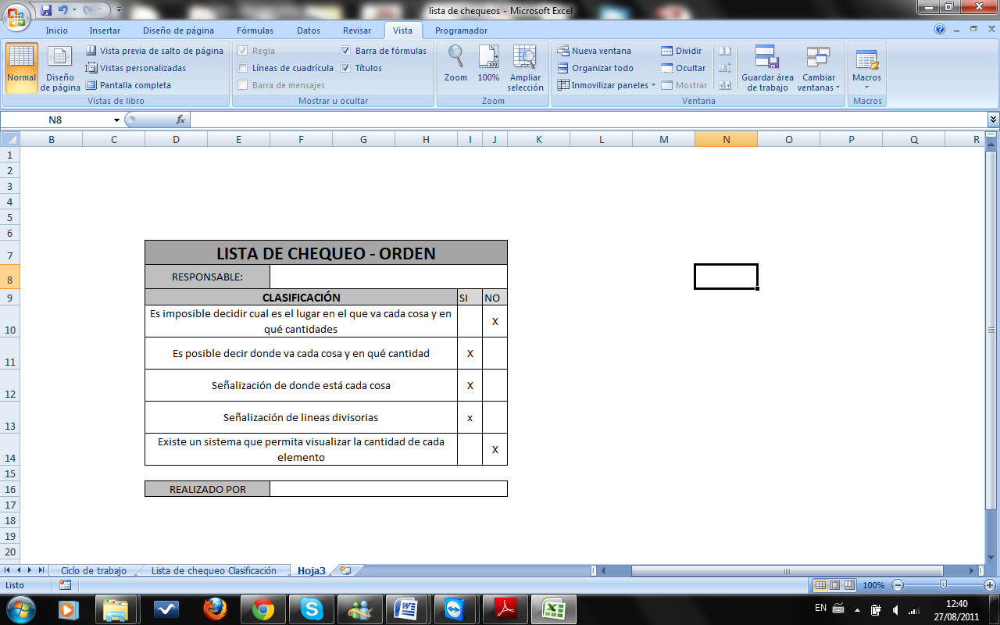 lista de chequeos - Microsoft Excel
Inicio Insertar Diseño de página Fórmulas Datos Revisar Vista Programador
Normal
Diseño de página
Vista previa de salto de página
Vistas personalizadas
Pantalla completa
Vistas de libro
Regla
Líneas de cuadrícula
Barra de mensajes
Barra de fórmulas
Títulos
Mostrar u ocultar
Zoom
100%
Ampliar selección
Zoom
Nueva ventana
Organizar todo
Inmovilizar paneles
Dividir
Ocultar
Mostrar
Guardar área de trabajo
Cambiar ventanas
Ventana
Macros
Macros
N8 fx
B C D E F G H I J K L M N O P Q R
1
2
3
4
5
6
7 LISTA DE CHEQUEO - ORDEN
8 RESPONSABLE:
9 CLASIFICACIÓN SI NO
Es imposible decidir cual es el lugar en el que va cada cosa y en
10 qué cantidades X
11 Es posible decir donde va cada cosa y en qué cantidad X
12 Señalización de donde está cada cosa X
13 Señalización de lineas divisorias x
Existe un sistema que permita visualizar la cantidad de cada
14 elemento X
15
16 REALIZADO POR
17
18
19
20
Ciclo de trabajo Lista de chequeo Clasificación Hoja3
Listo 100%
EN 12:40
27/08/2011